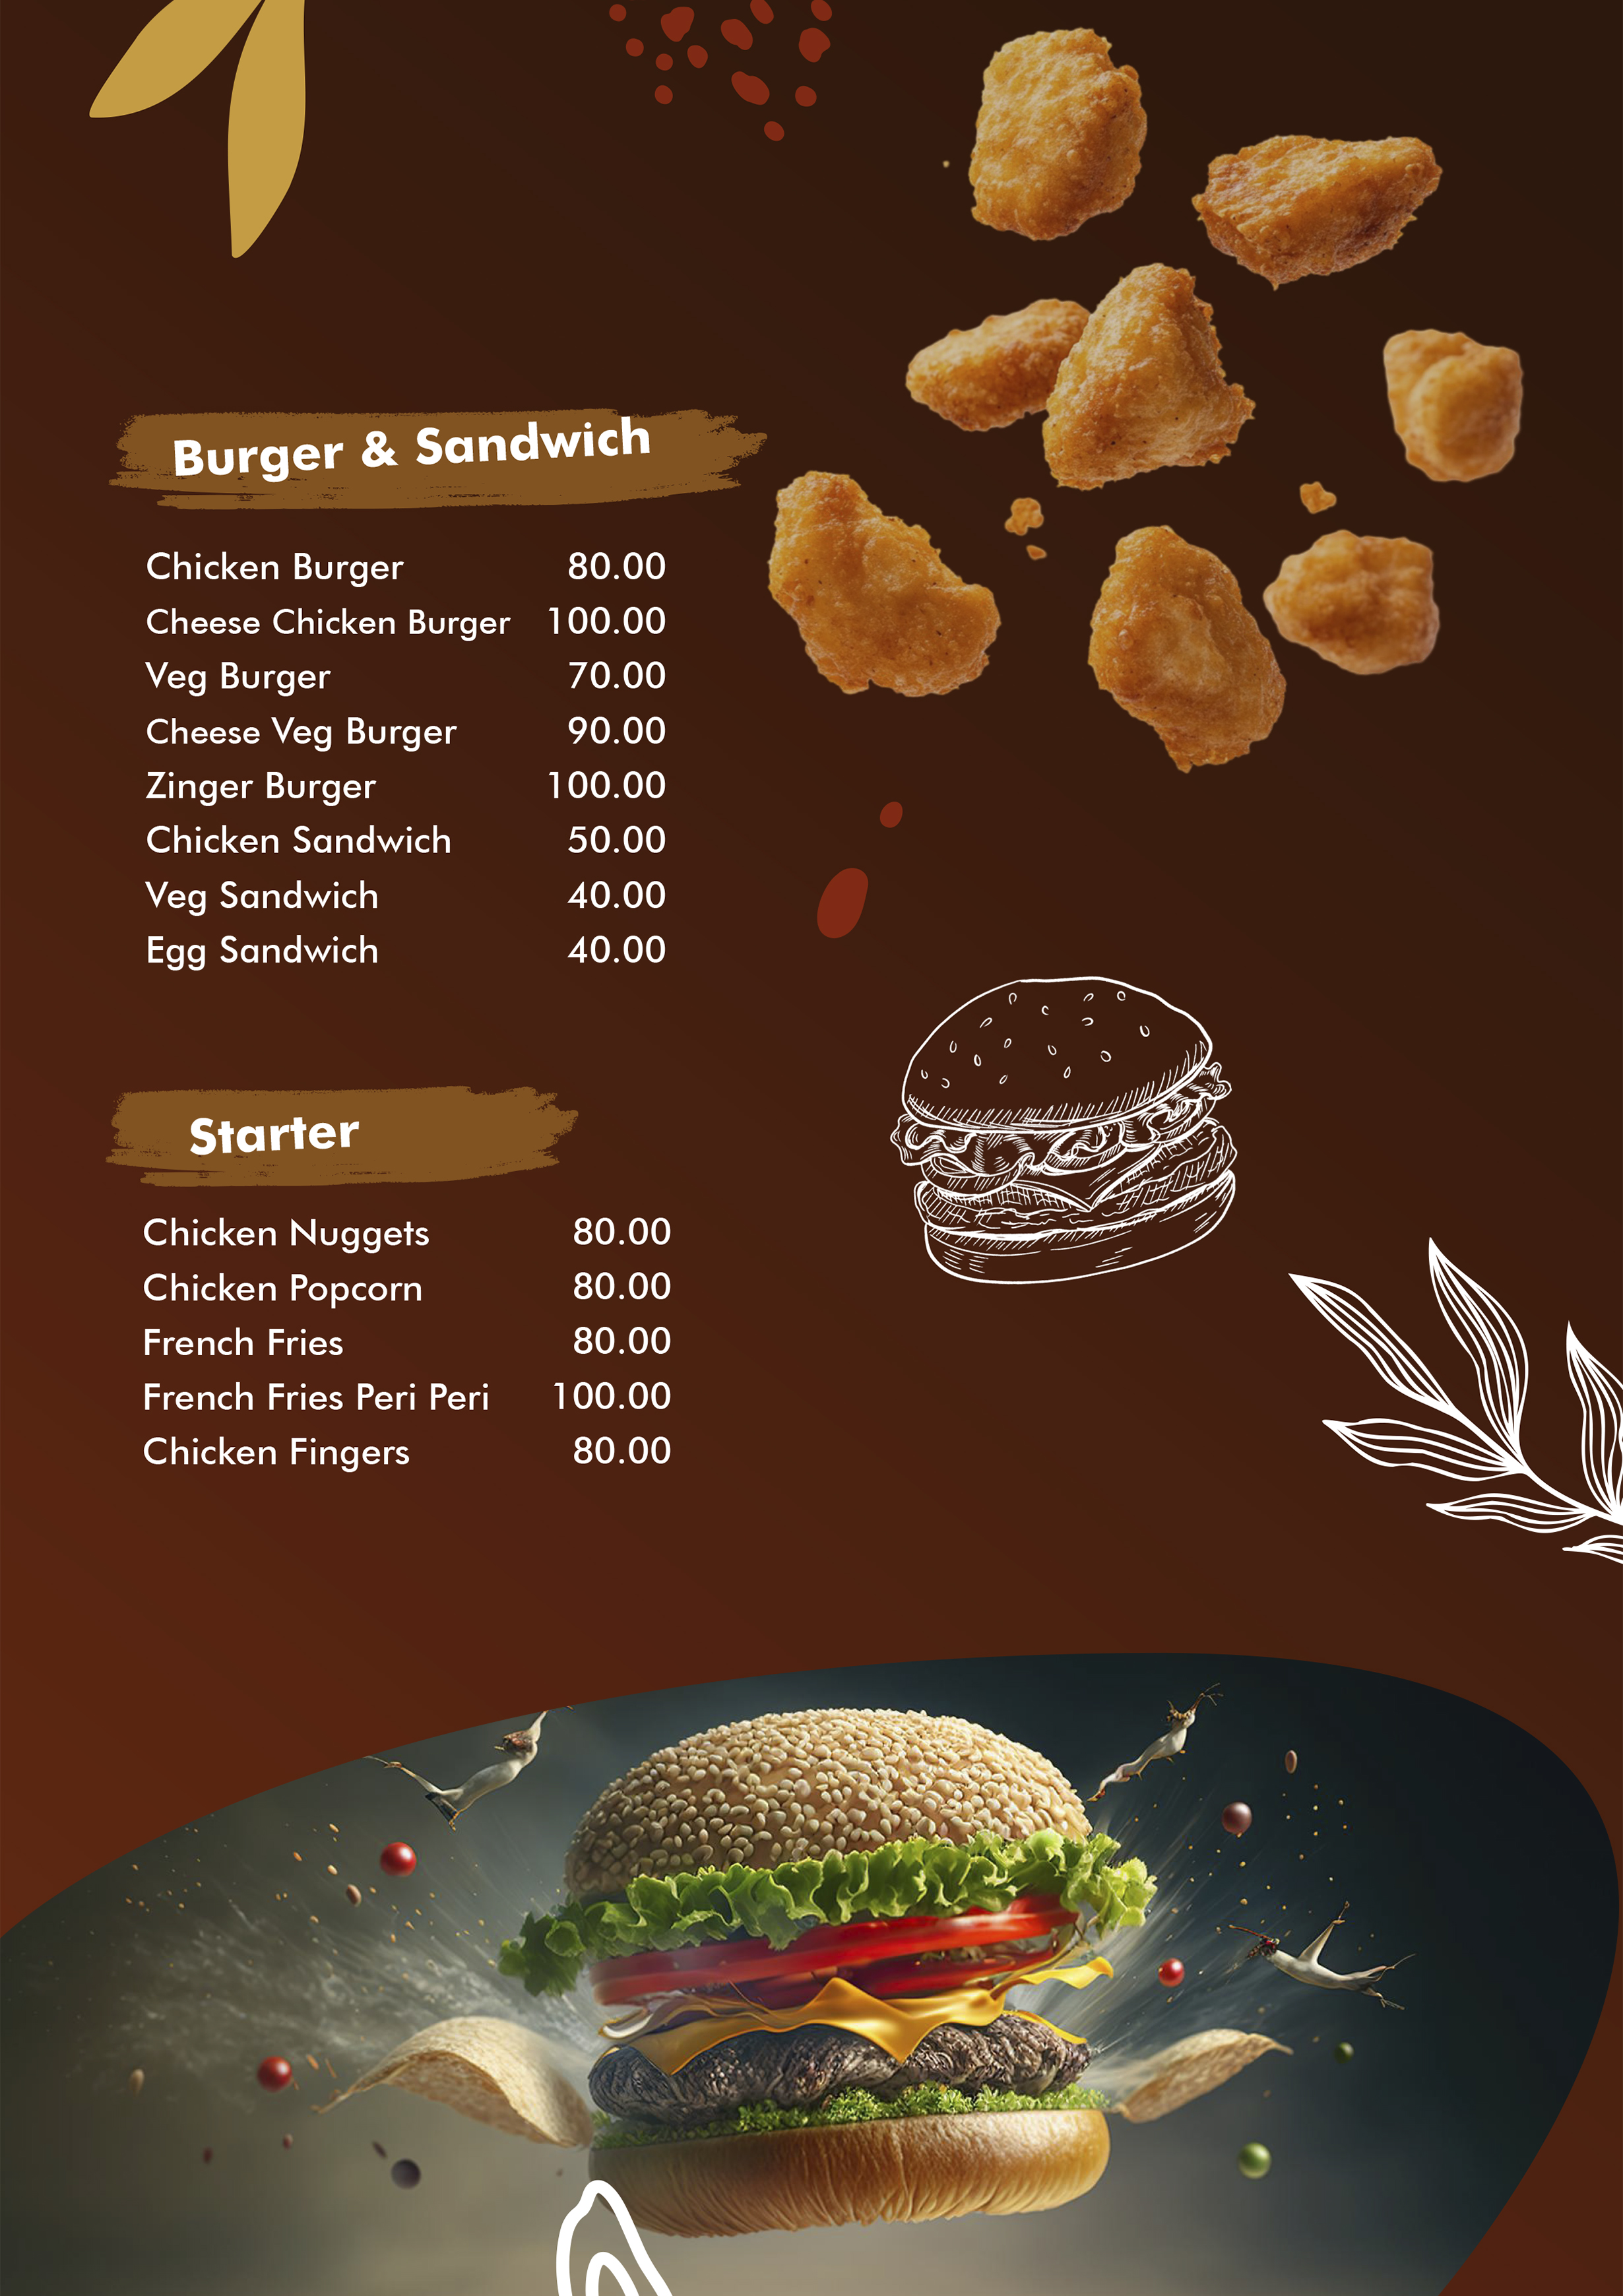 Burger & Sandwich
Chicken Burger 80.00
Cheese Chicken Burger 100.00
Veg Burger 70.00
Cheese Veg Burger 90.00
Zinger Burger 100.00
Chicken Sandwich 50.00
Veg Sandwich 40.00
Egg Sandwich 40.00
Starter
Chicken Nuggets 80.00
Chicken Popcorn 80.00
French Fries 80.00
French Fries Peri Peri 100.00
Chicken Fingers 80.00